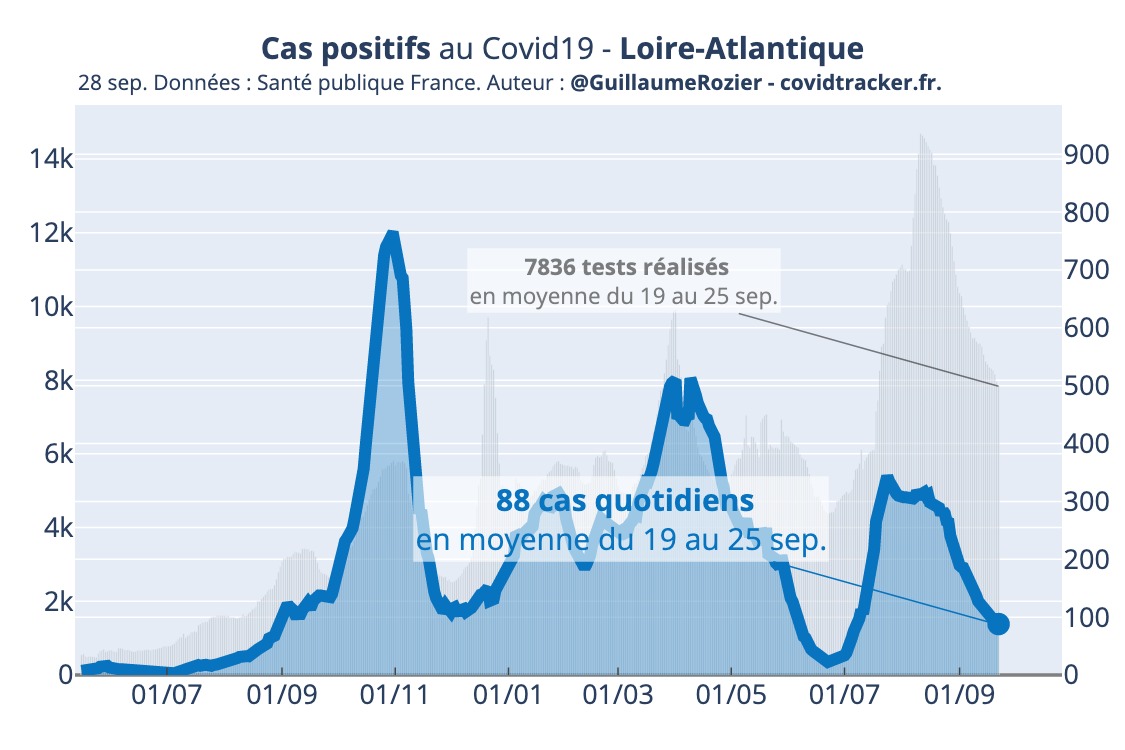 Cas positifs au Covid19 - Loire-Atlantique
28 sep. Données : Santé publique France. Auteur : @GuillaumeRozier - covidtracker.fr.
14k
12k
10k
8k
6k
4k
2k
0
900
800
700
600
500
400
300
200
100
0
7836 tests réalisés
en moyenne du 19 au 25 sep.
88 cas quotidiens
en moyenne du 19 au 25 sep.
01/07 01/09 01/11 01/01 01/03 01/05 01/07 01/09